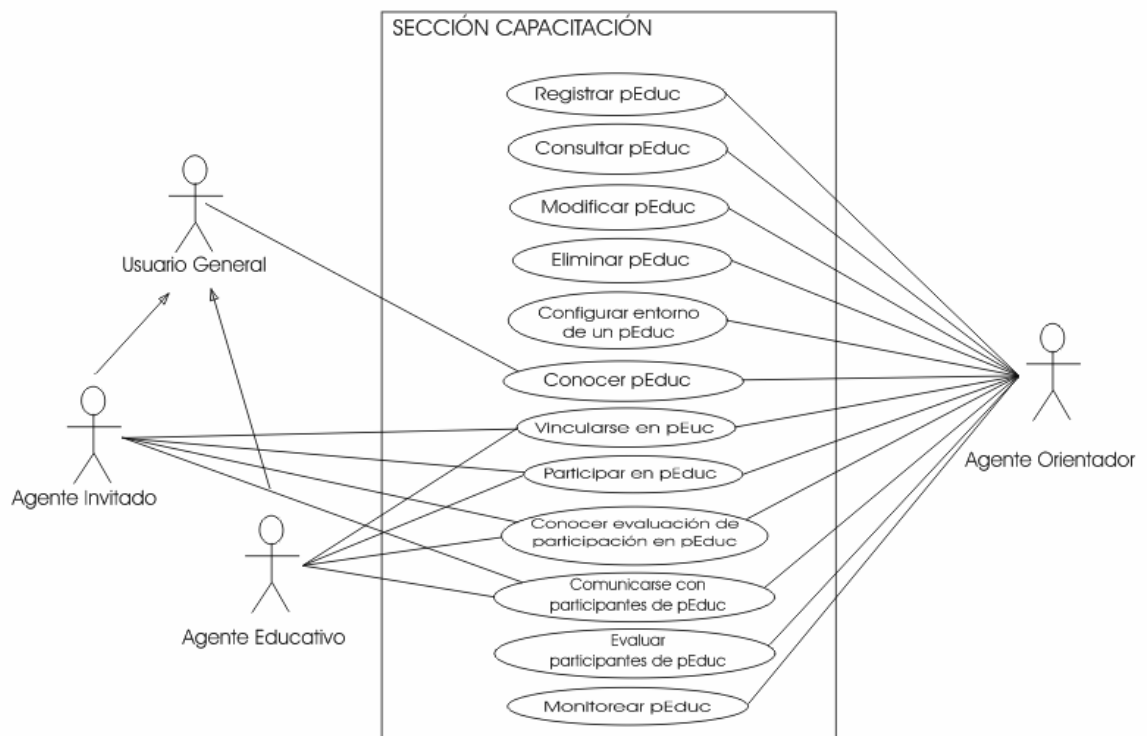 SECCIÓN CAPACITACIÓN
Registrar pEduc
Consultar pEduc
Modificar pEduc
Usuario General
Eliminar pEduc
Configurar entorno
de un pEduc
Conocer pEduc
Vincularse en pEuc
Agente Orientador
Participar en pEduc
Agente Invitado
Conocer evaluación de
participación en pEduc
Comunicarse con
participantes de pEduc
Agente Educativo
Evaluar
participantes de pEduc
Monitorear pEduc